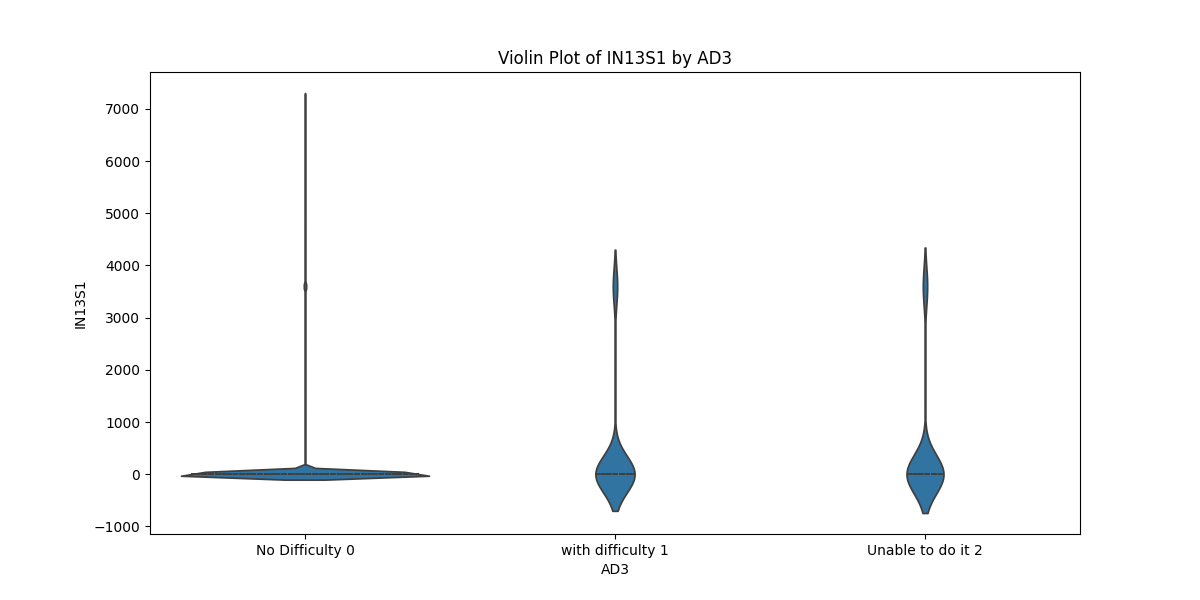 Violin Plot of IN13S1 by AD3
7000
6000
5000
4000
3000
2000
1000
0
−1000
IN13S1
No Difficulty 0
with difficulty 1
Unable to do it 2
AD3